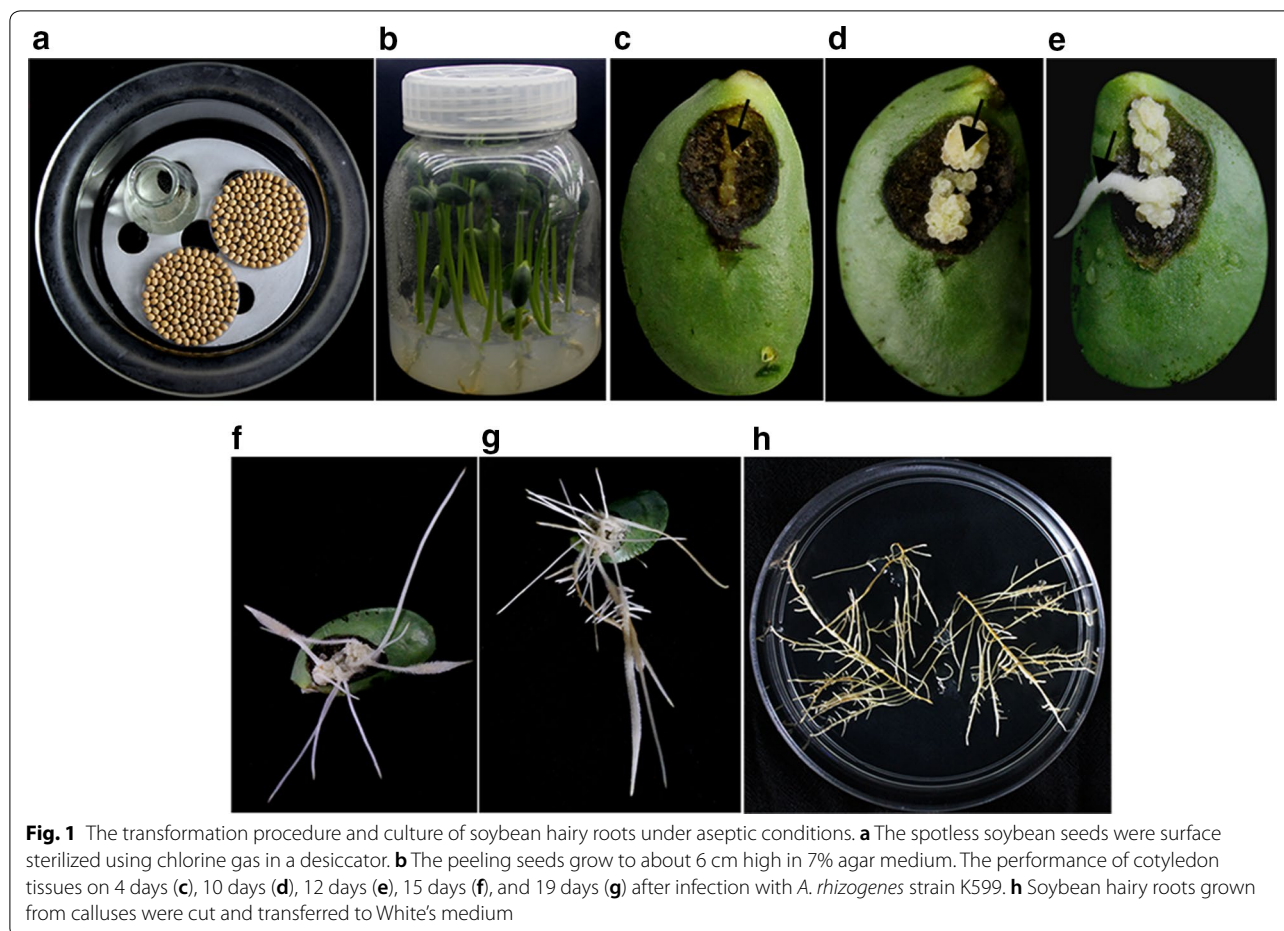 a
b
c
d
e
f
g
h
Fig. 1 The transformation procedure and culture of soybean hairy roots under aseptic conditions. a The spotless soybean seeds were surface
sterilized using chlorine gas in a desiccator. b The peeling seeds grow to about 6 cm high in 7% agar medium. The performance of cotyledon
tissues on 4 days (c), 10 days (d), 12 days (e), 15 days (f), and 19 days (g) after infection with A. rhizogenes strain K599. h Soybean hairy roots grown
from calluses were cut and transferred to White’s medium